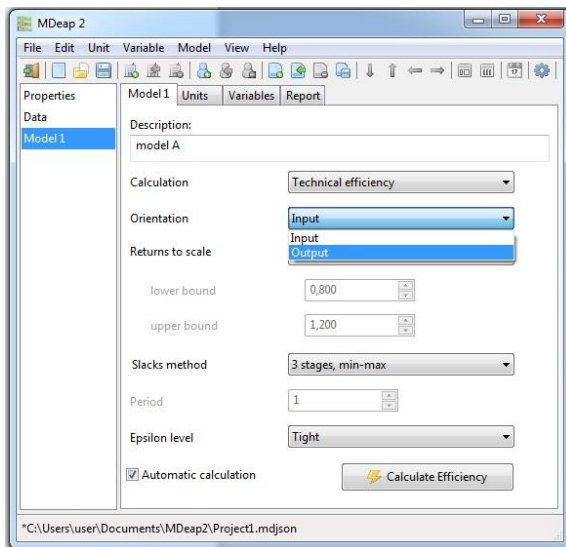 MDeap 2
File Edit Unit Variable Model View Help
17
Properties
Data
Model 1
Model 1 Units Variables Report
Description:
model A
Calculation Technical efficiency
Orientation Input
Input
Output
Returns to scale
lower bound 0,800
upper bound 1,200
Slacks method 3 stages, min-max
Period 1
Epsilon level Tight
Automatic calculation Calculate Efficiency
*C:\Users\user\Documents\MDeap2\Project1.mdjson